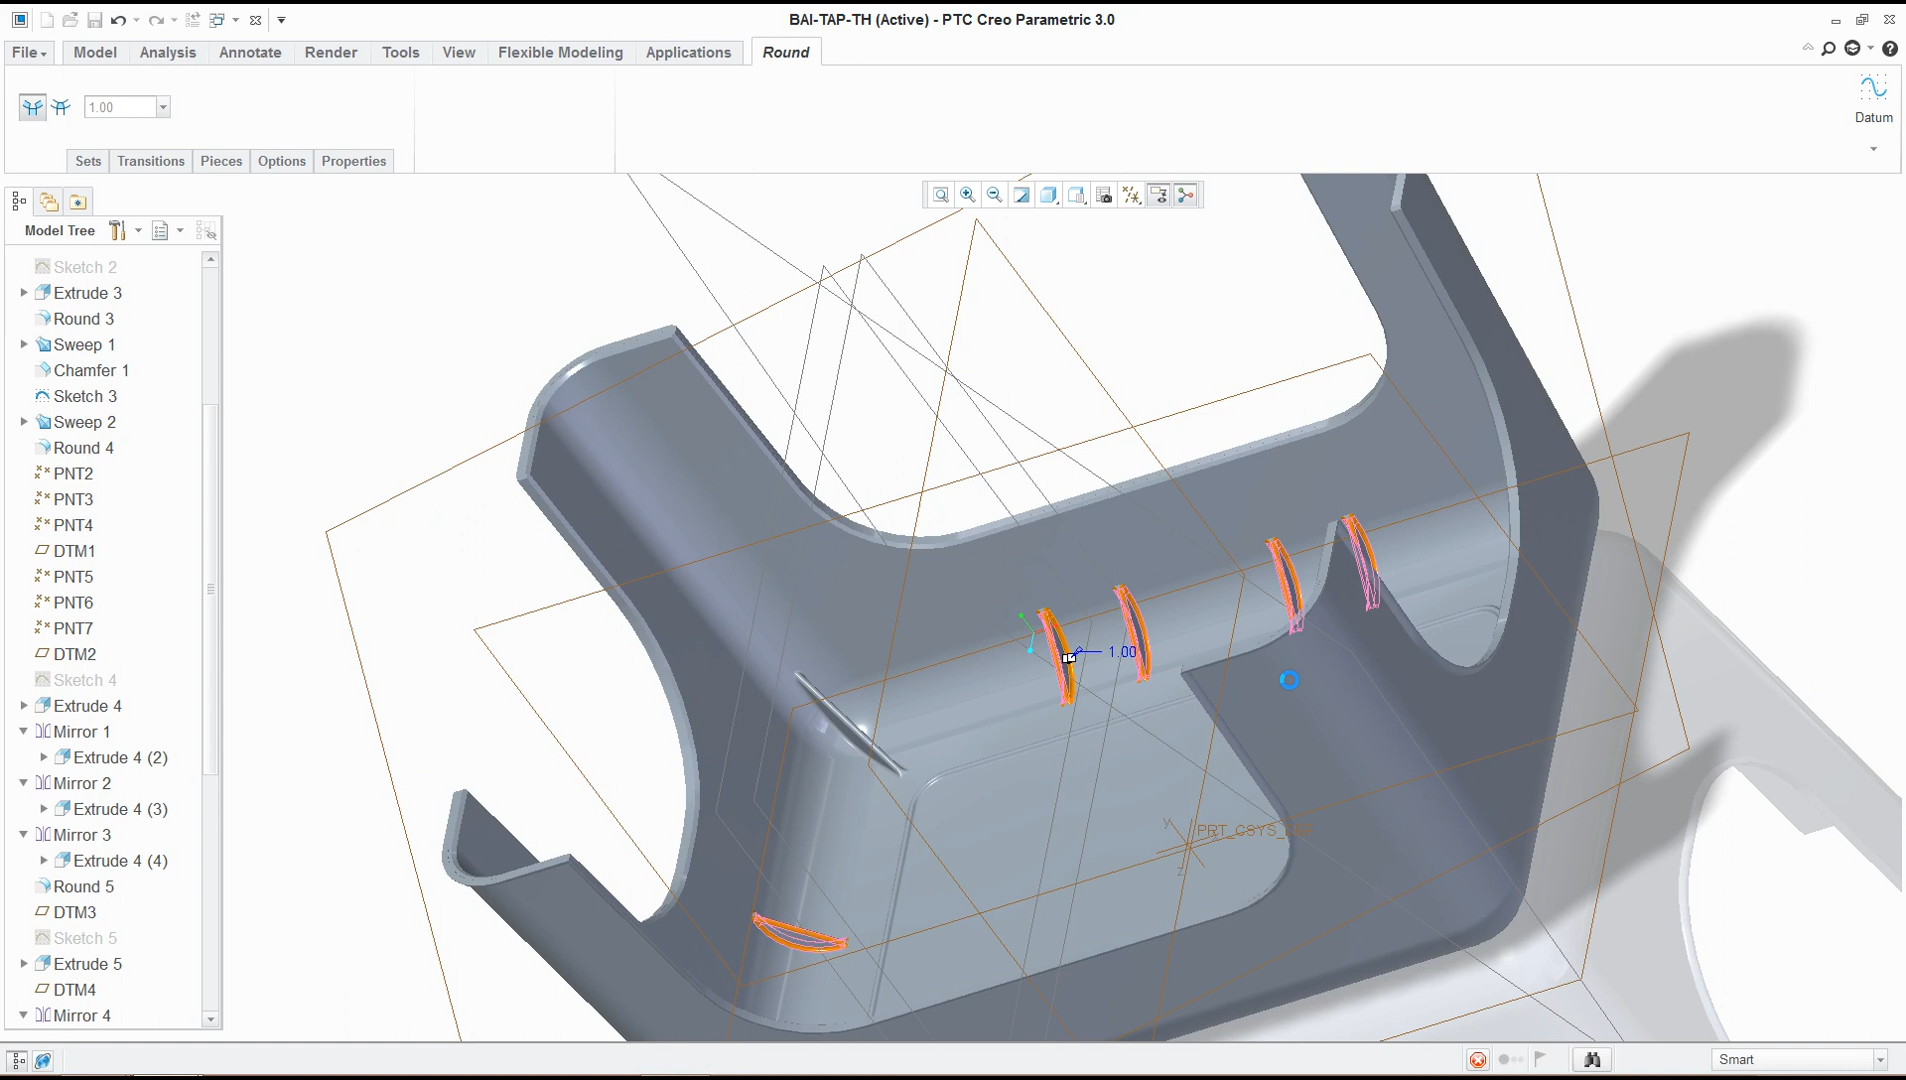 BAI-TAP-TH (Active) - PTC Creo Parametric 3.0
File Model Analysis Annotate Render Tools View Flexible Modeling Applications Round
1.00
Datum
Sets Transitions Pieces Options Properties
Model Tree
Sketch 2
Extrude 3
Round 3
Sweep 1
Chamfer 1
Sketch 3
Sweep 2
Round 4
PNT2
PNT3
PNT4
DTM1
PNT5
PNT6
PNT7
DTM2
Sketch 4
Extrude 4
Mirror 1
Extrude 4 (2)
Mirror 2
Extrude 4 (3)
Mirror 3
Extrude 4 (4)
Round 5
DTM3
Sketch 5
Extrude 5
DTM4
Mirror 4
1.00
Y
PRT_CSYS_DEF
Z
Smart